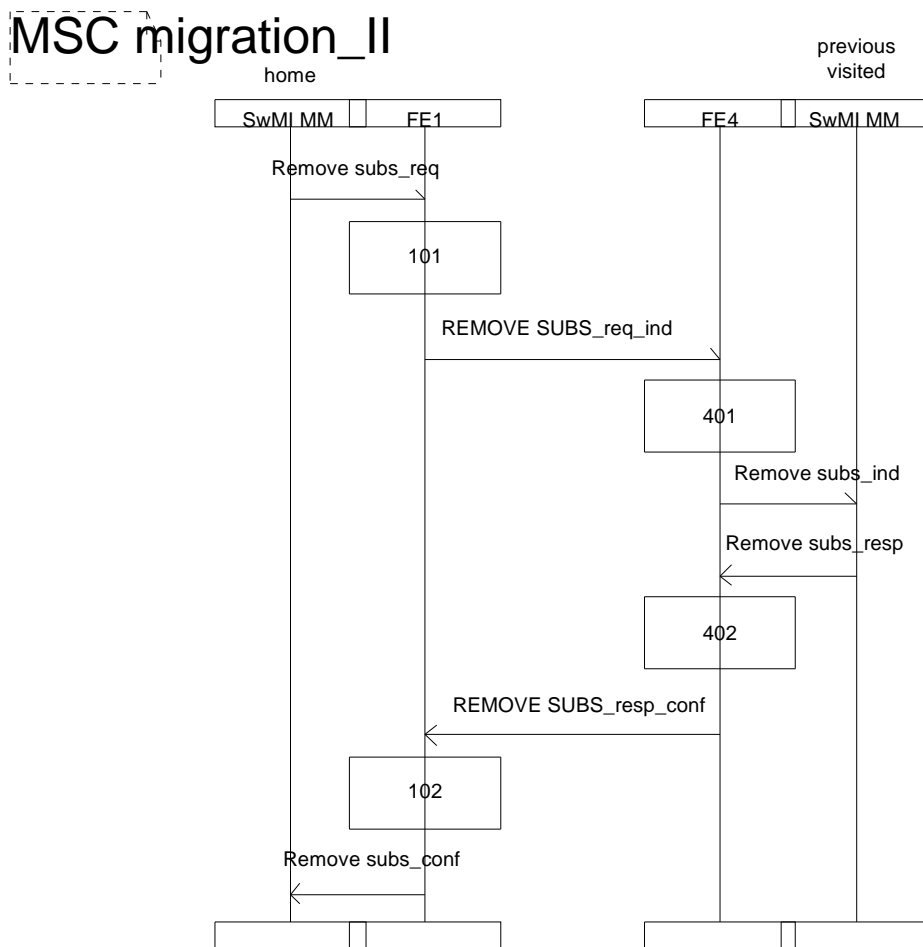 MSC migration_II
home
previous
visited
SwMI MM FE1 FE4 SwMI MM
Remove subs_req
101
REMOVE SUBS_req_ind
401
Remove subs_ind
Remove subs_resp
402
REMOVE SUBS_resp_conf
102
Remove subs_conf